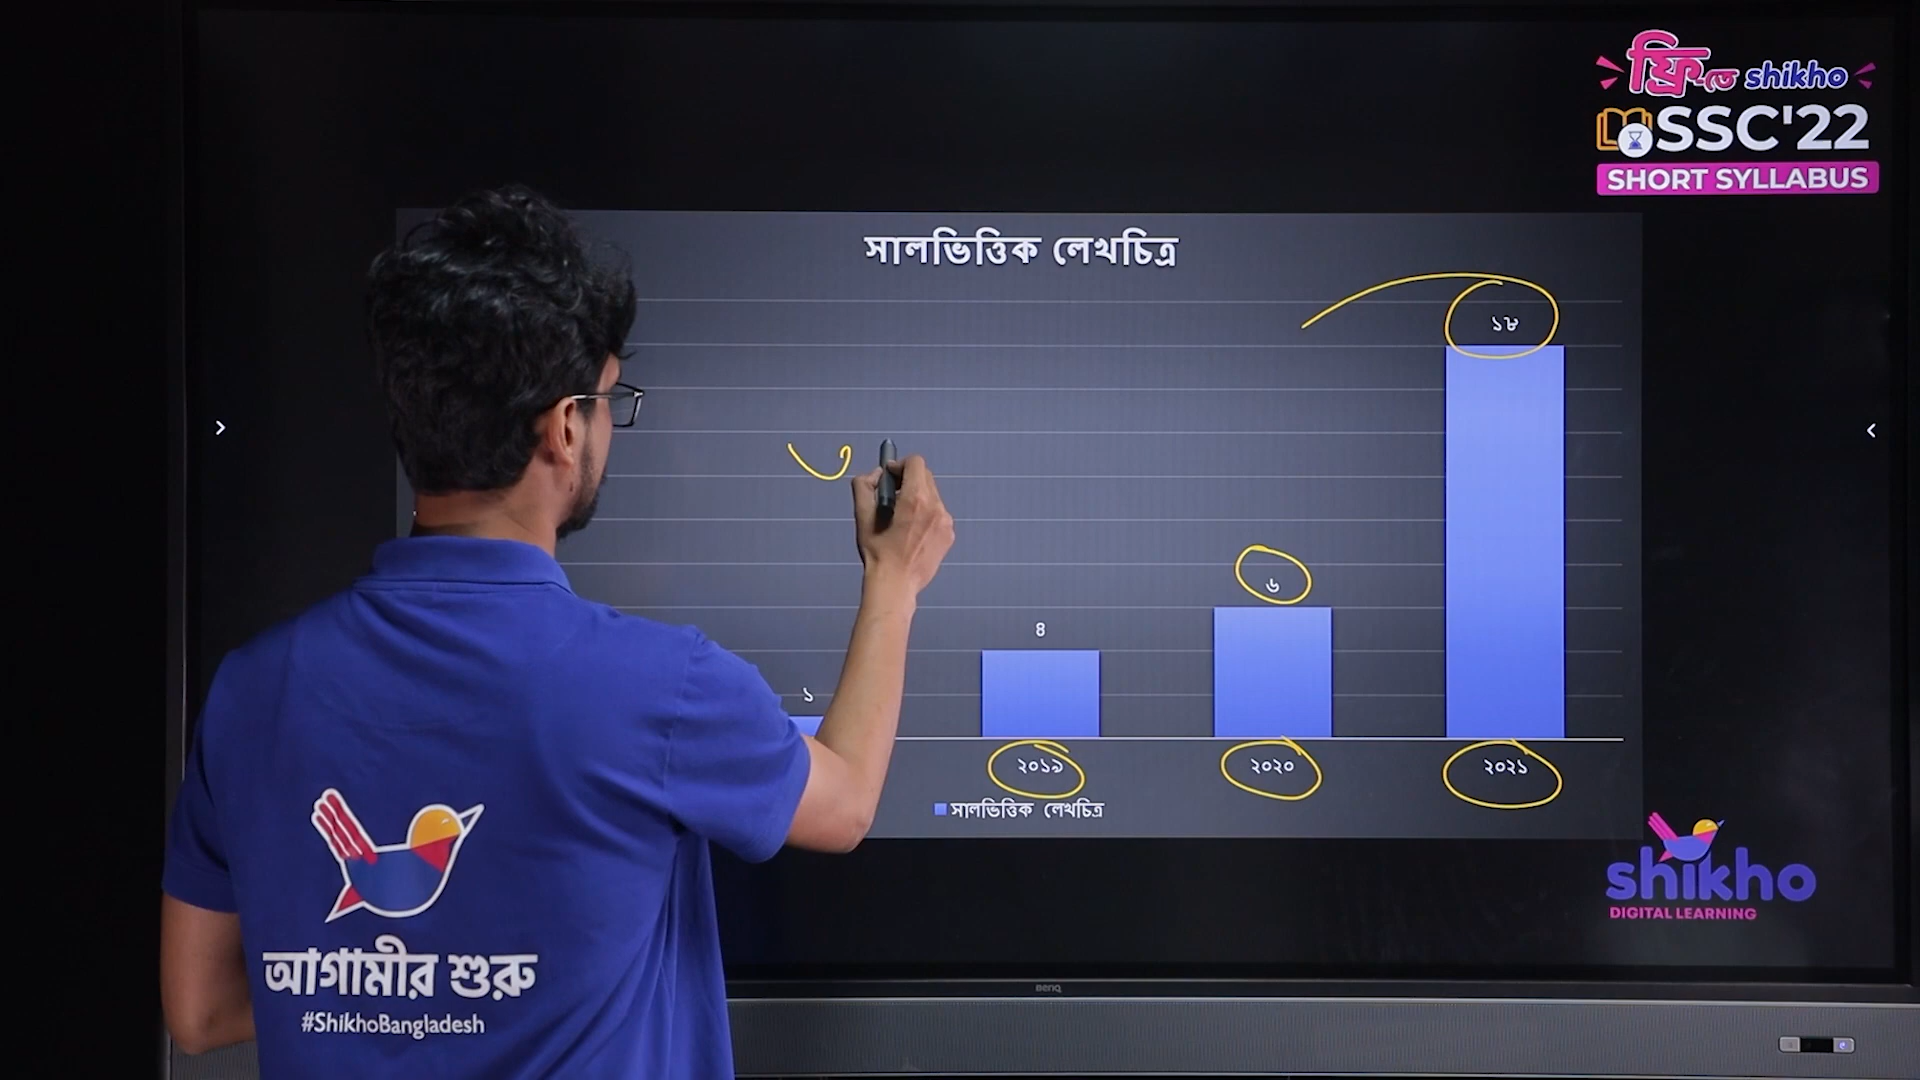 ফ্রি-তে shikho
SSC'22
SHORT SYLLABUS
সালভিত্তিক লেখচিত্র
১৮
৬
৪
১
২০১৯
২০২০
২০২১
সালভিত্তিক লেখচিত্র
shikho
DIGITAL LEARNING
আগামীর শুরু
#ShikhoBangladesh
BenQ